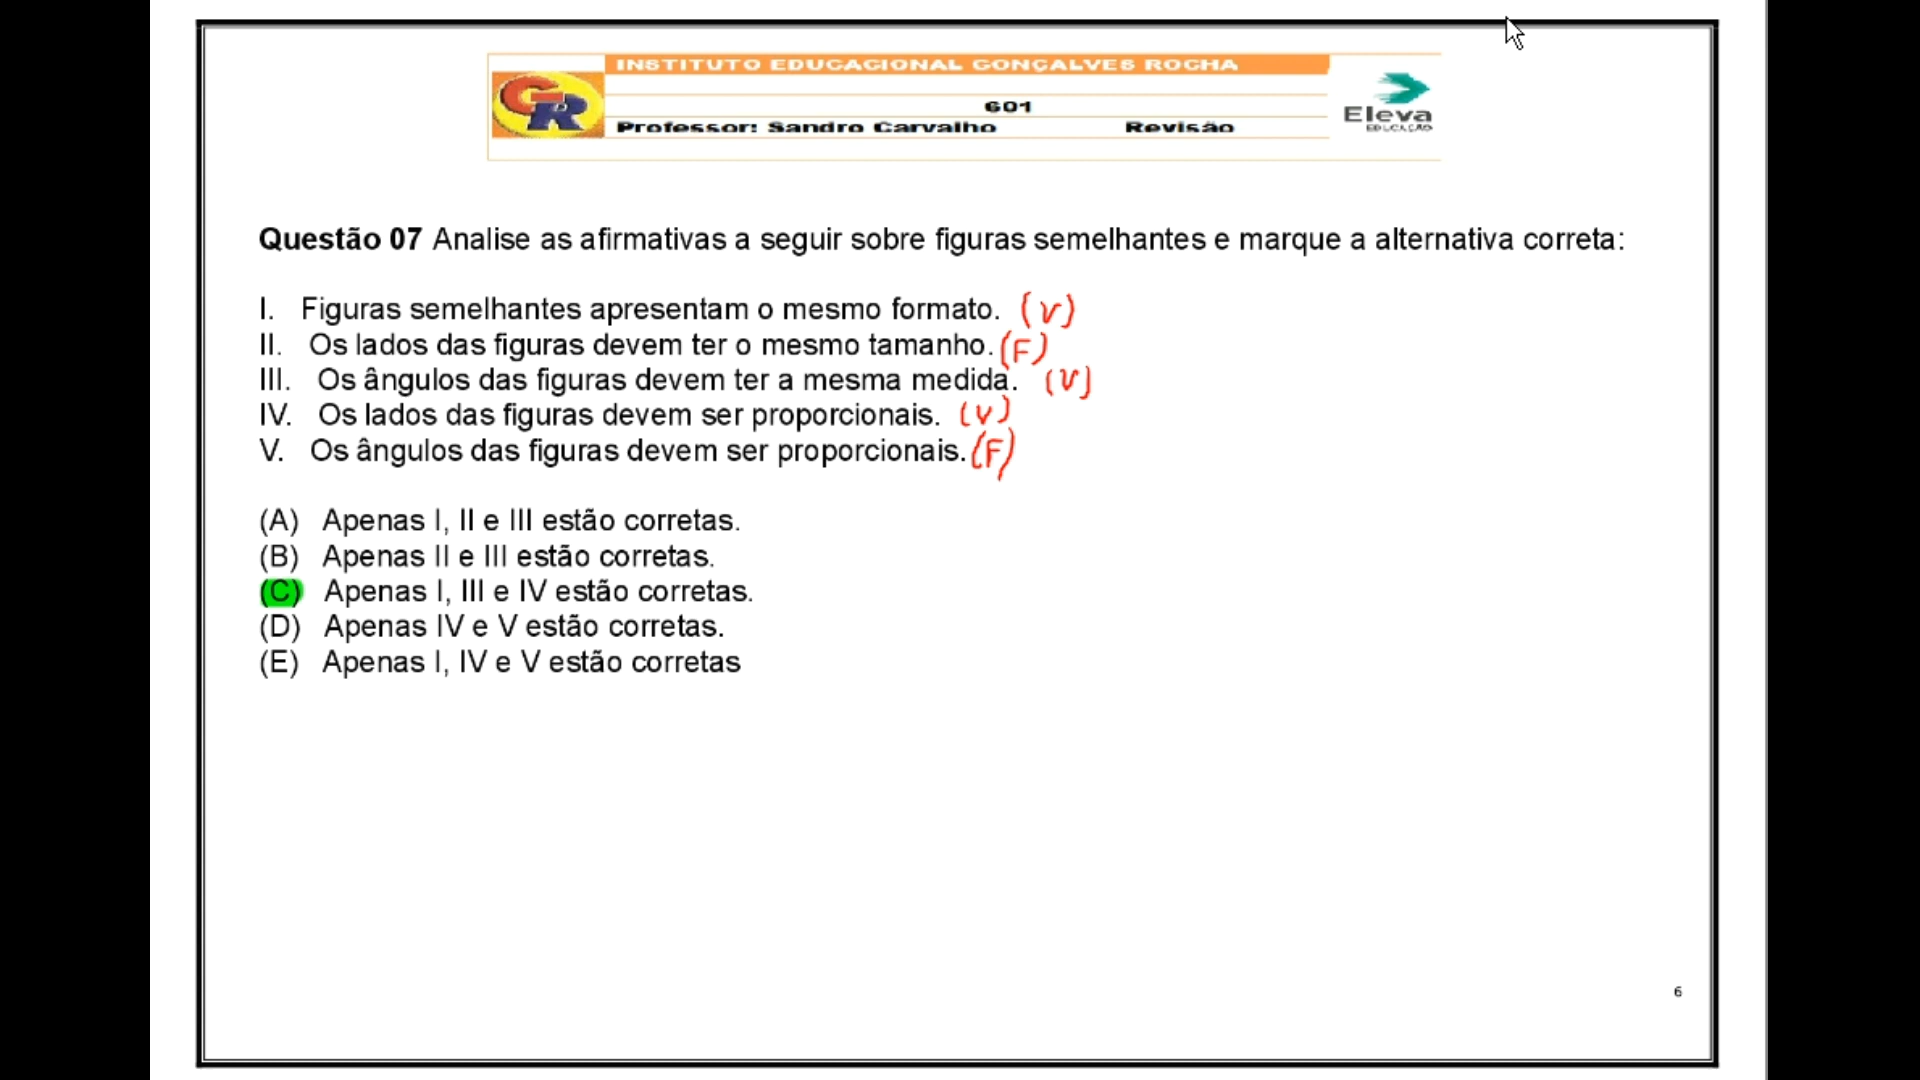 INSTITUTO EDUCACIONAL GONÇALVES ROCHA
GR
601
Professor: Sandro Carvalho Revisão
Eleva
EDUCAÇÃO
Questão 07 Analise as afirmativas a seguir sobre figuras semelhantes e marque a alternativa correta:
I. Figuras semelhantes apresentam o mesmo formato. (V)
II. Os lados das figuras devem ter o mesmo tamanho. (F)
III. Os ângulos das figuras devem ter a mesma medida. (V)
IV. Os lados das figuras devem ser proporcionais. (V)
V. Os ângulos das figuras devem ser proporcionais. (F)
(A) Apenas I, II e III estão corretas.
(B) Apenas II e III estão corretas.
(C) Apenas I, III e IV estão corretas.
(D) Apenas IV e V estão corretas.
(E) Apenas I, IV e V estão corretas
6